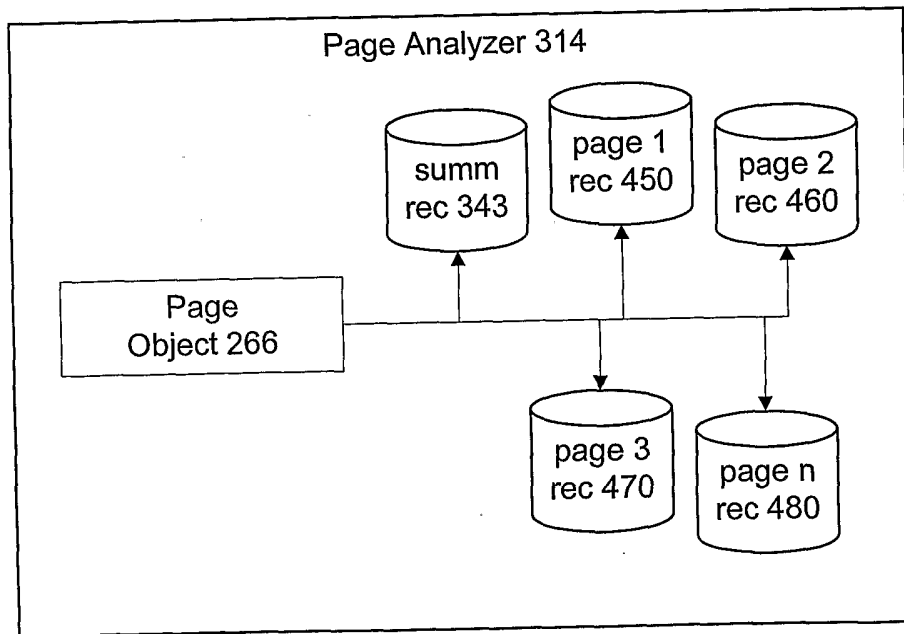 Page Analyzer 314
summ
rec 343
page 1
rec 450
page 2
rec 460
Page
Object 266
page 3
rec 470
page n
rec 480